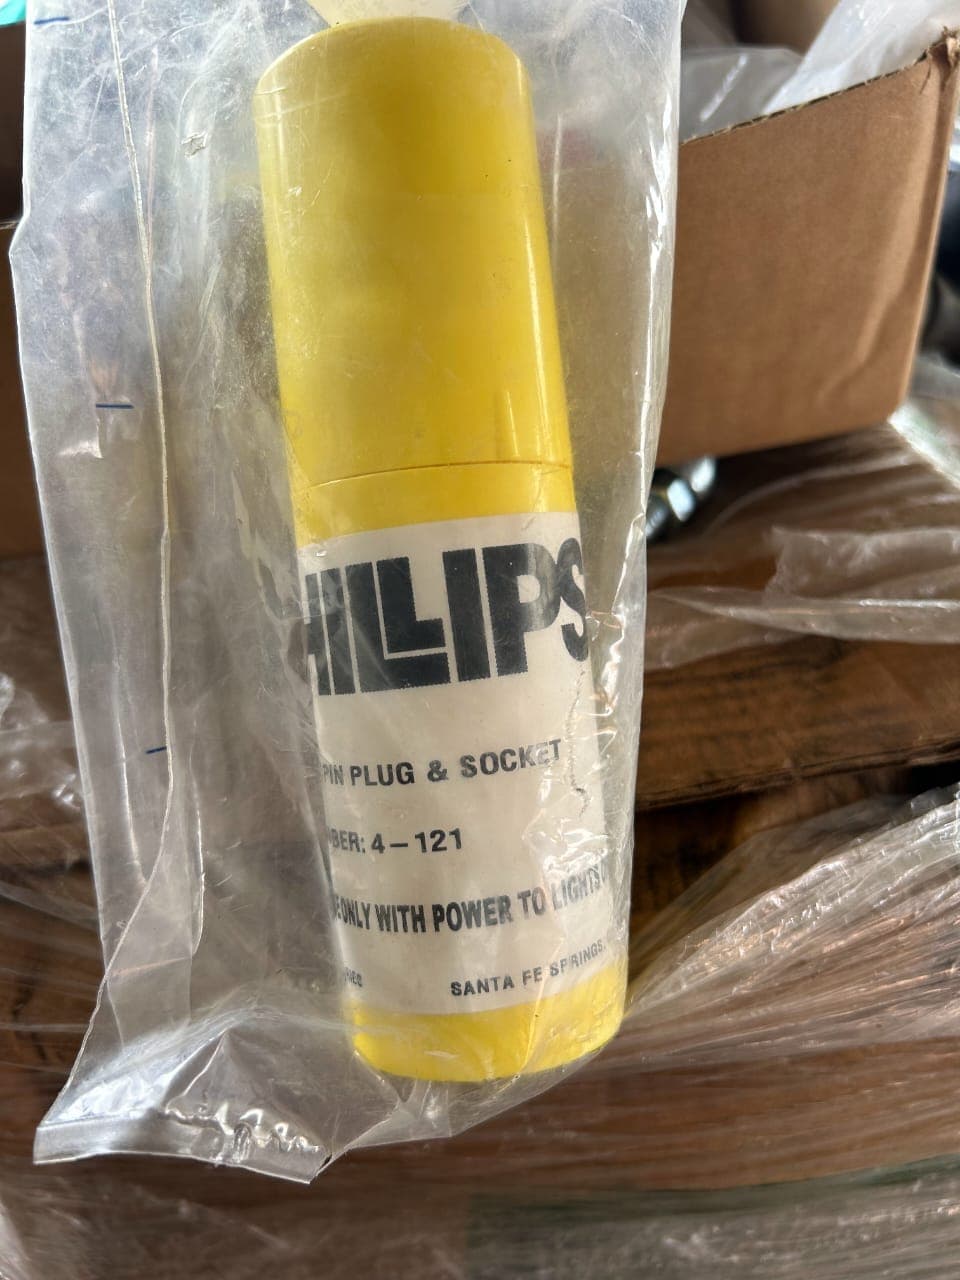 HILLIPS
PIN PLUG & SOCKET
BER: 4-121
ONLY WITH POWER TO LIGHTS
SANTA FE SPRINGS,